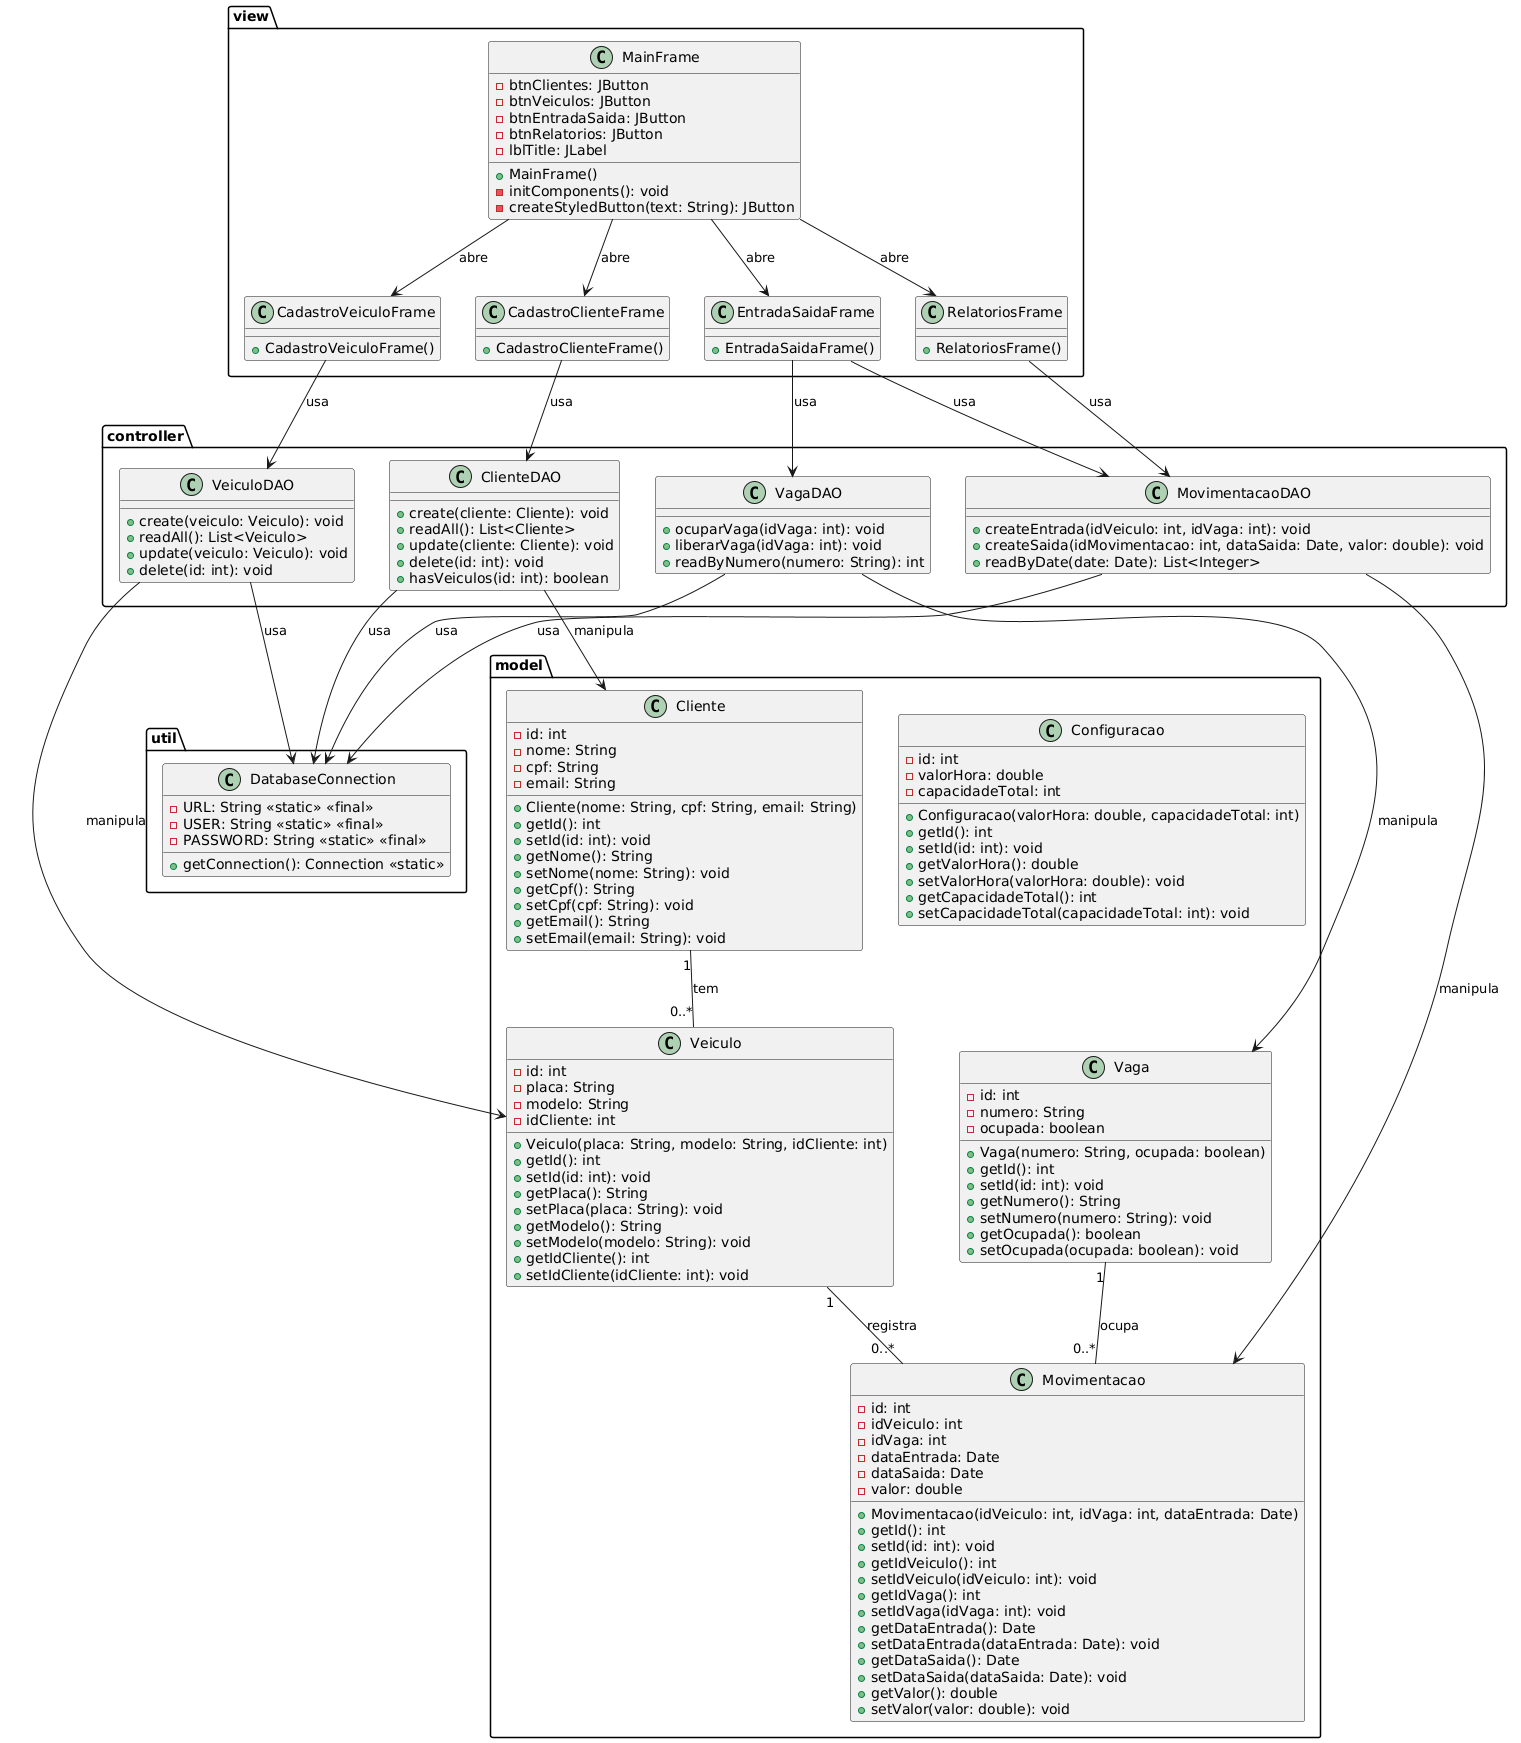 view
MainFrame
btnClientes: JButton
btnVeiculos: JButton
btnEntradaSaida: JButton
btnRelatorios: JButton
lblTitle: JLabel
MainFrame()
initComponents(): void
createStyledButton(text: String): JButton
abre
abre
abre
abre
CadastroVeiculoFrame
CadastroVeiculoFrame()
CadastroClienteFrame
CadastroClienteFrame()
EntradaSaidaFrame
EntradaSaidaFrame()
RelatoriosFrame
RelatoriosFrame()
usa
usa
usa
usa
usa
controller
VeiculoDAO
create(veiculo: Veiculo): void
readAll(): List<Veiculo>
update(veiculo: Veiculo): void
delete(id: int): void
ClienteDAO
create(cliente: Cliente): void
readAll(): List<Cliente>
update(cliente: Cliente): void
delete(id: int): void
hasVeiculos(id: int): boolean
VagaDAO
ocuparVaga(idVaga: int): void
liberarVaga(idVaga: int): void
readByNumero(numero: String): int
MovimentacaoDAO
createEntrada(idVeiculo: int, idVaga: int): void
createSaida(idMovimentacao: int, dataSaida: Date, valor: double): void
readByDate(date: Date): List<Integer>
usa
usa
usa
usa
manipula
manipula
manipula
manipula
util
DatabaseConnection
URL: String «static» «final»
USER: String «static» «final»
PASSWORD: String «static» «final»
getConnection(): Connection «static»
model
Cliente
id: int
nome: String
cpf: String
email: String
Cliente(nome: String, cpf: String, email: String)
getId(): int
setId(id: int): void
getNome(): String
setNome(nome: String): void
getCpf(): String
setCpf(cpf: String): void
getEmail(): String
setEmail(email: String): void
Configuracao
id: int
valorHora: double
capacidadeTotal: int
Configuracao(valorHora: double, capacidadeTotal: int)
getId(): int
setId(id: int): void
getValorHora(): double
setValorHora(valorHora: double): void
getCapacidadeTotal(): int
setCapacidadeTotal(capacidadeTotal: int): void
1
tem
0..*
Veiculo
id: int
placa: String
modelo: String
idCliente: int
Veiculo(placa: String, modelo: String, idCliente: int)
getId(): int
setId(id: int): void
getPlaca(): String
setPlaca(placa: String): void
getModelo(): String
setModelo(modelo: String): void
getIdCliente(): int
setIdCliente(idCliente: int): void
Vaga
id: int
numero: String
ocupada: boolean
Vaga(numero: String, ocupada: boolean)
getId(): int
setId(id: int): void
getNumero(): String
setNumero(numero: String): void
getOcupada(): boolean
setOcupada(ocupada: boolean): void
1
registra
0..*
1
ocupa
0..*
Movimentacao
id: int
idVeiculo: int
idVaga: int
dataEntrada: Date
dataSaida: Date
valor: double
Movimentacao(idVeiculo: int, idVaga: int, dataEntrada: Date)
getId(): int
setId(id: int): void
getIdVeiculo(): int
setIdVeiculo(idVeiculo: int): void
getIdVaga(): int
setIdVaga(idVaga: int): void
getDataEntrada(): Date
setDataEntrada(dataEntrada: Date): void
getDataSaida(): Date
setDataSaida(dataSaida: Date): void
getValor(): double
setValor(valor: double): void